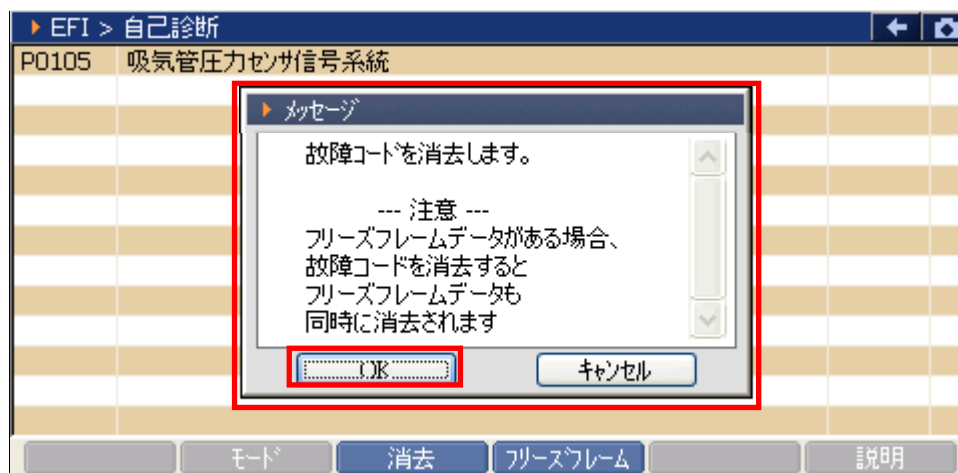 EFI > 自己診断
P0105 吸気管圧力センサ信号系統
メッセージ
故障コードを消去します。
--- 注意 ---
フリーズフレームデータがある場合、
故障コードを消去すると
フリーズフレームデータも
同時に消去されます
OK キャンセル
モード 消去 フリーズフレーム 説明